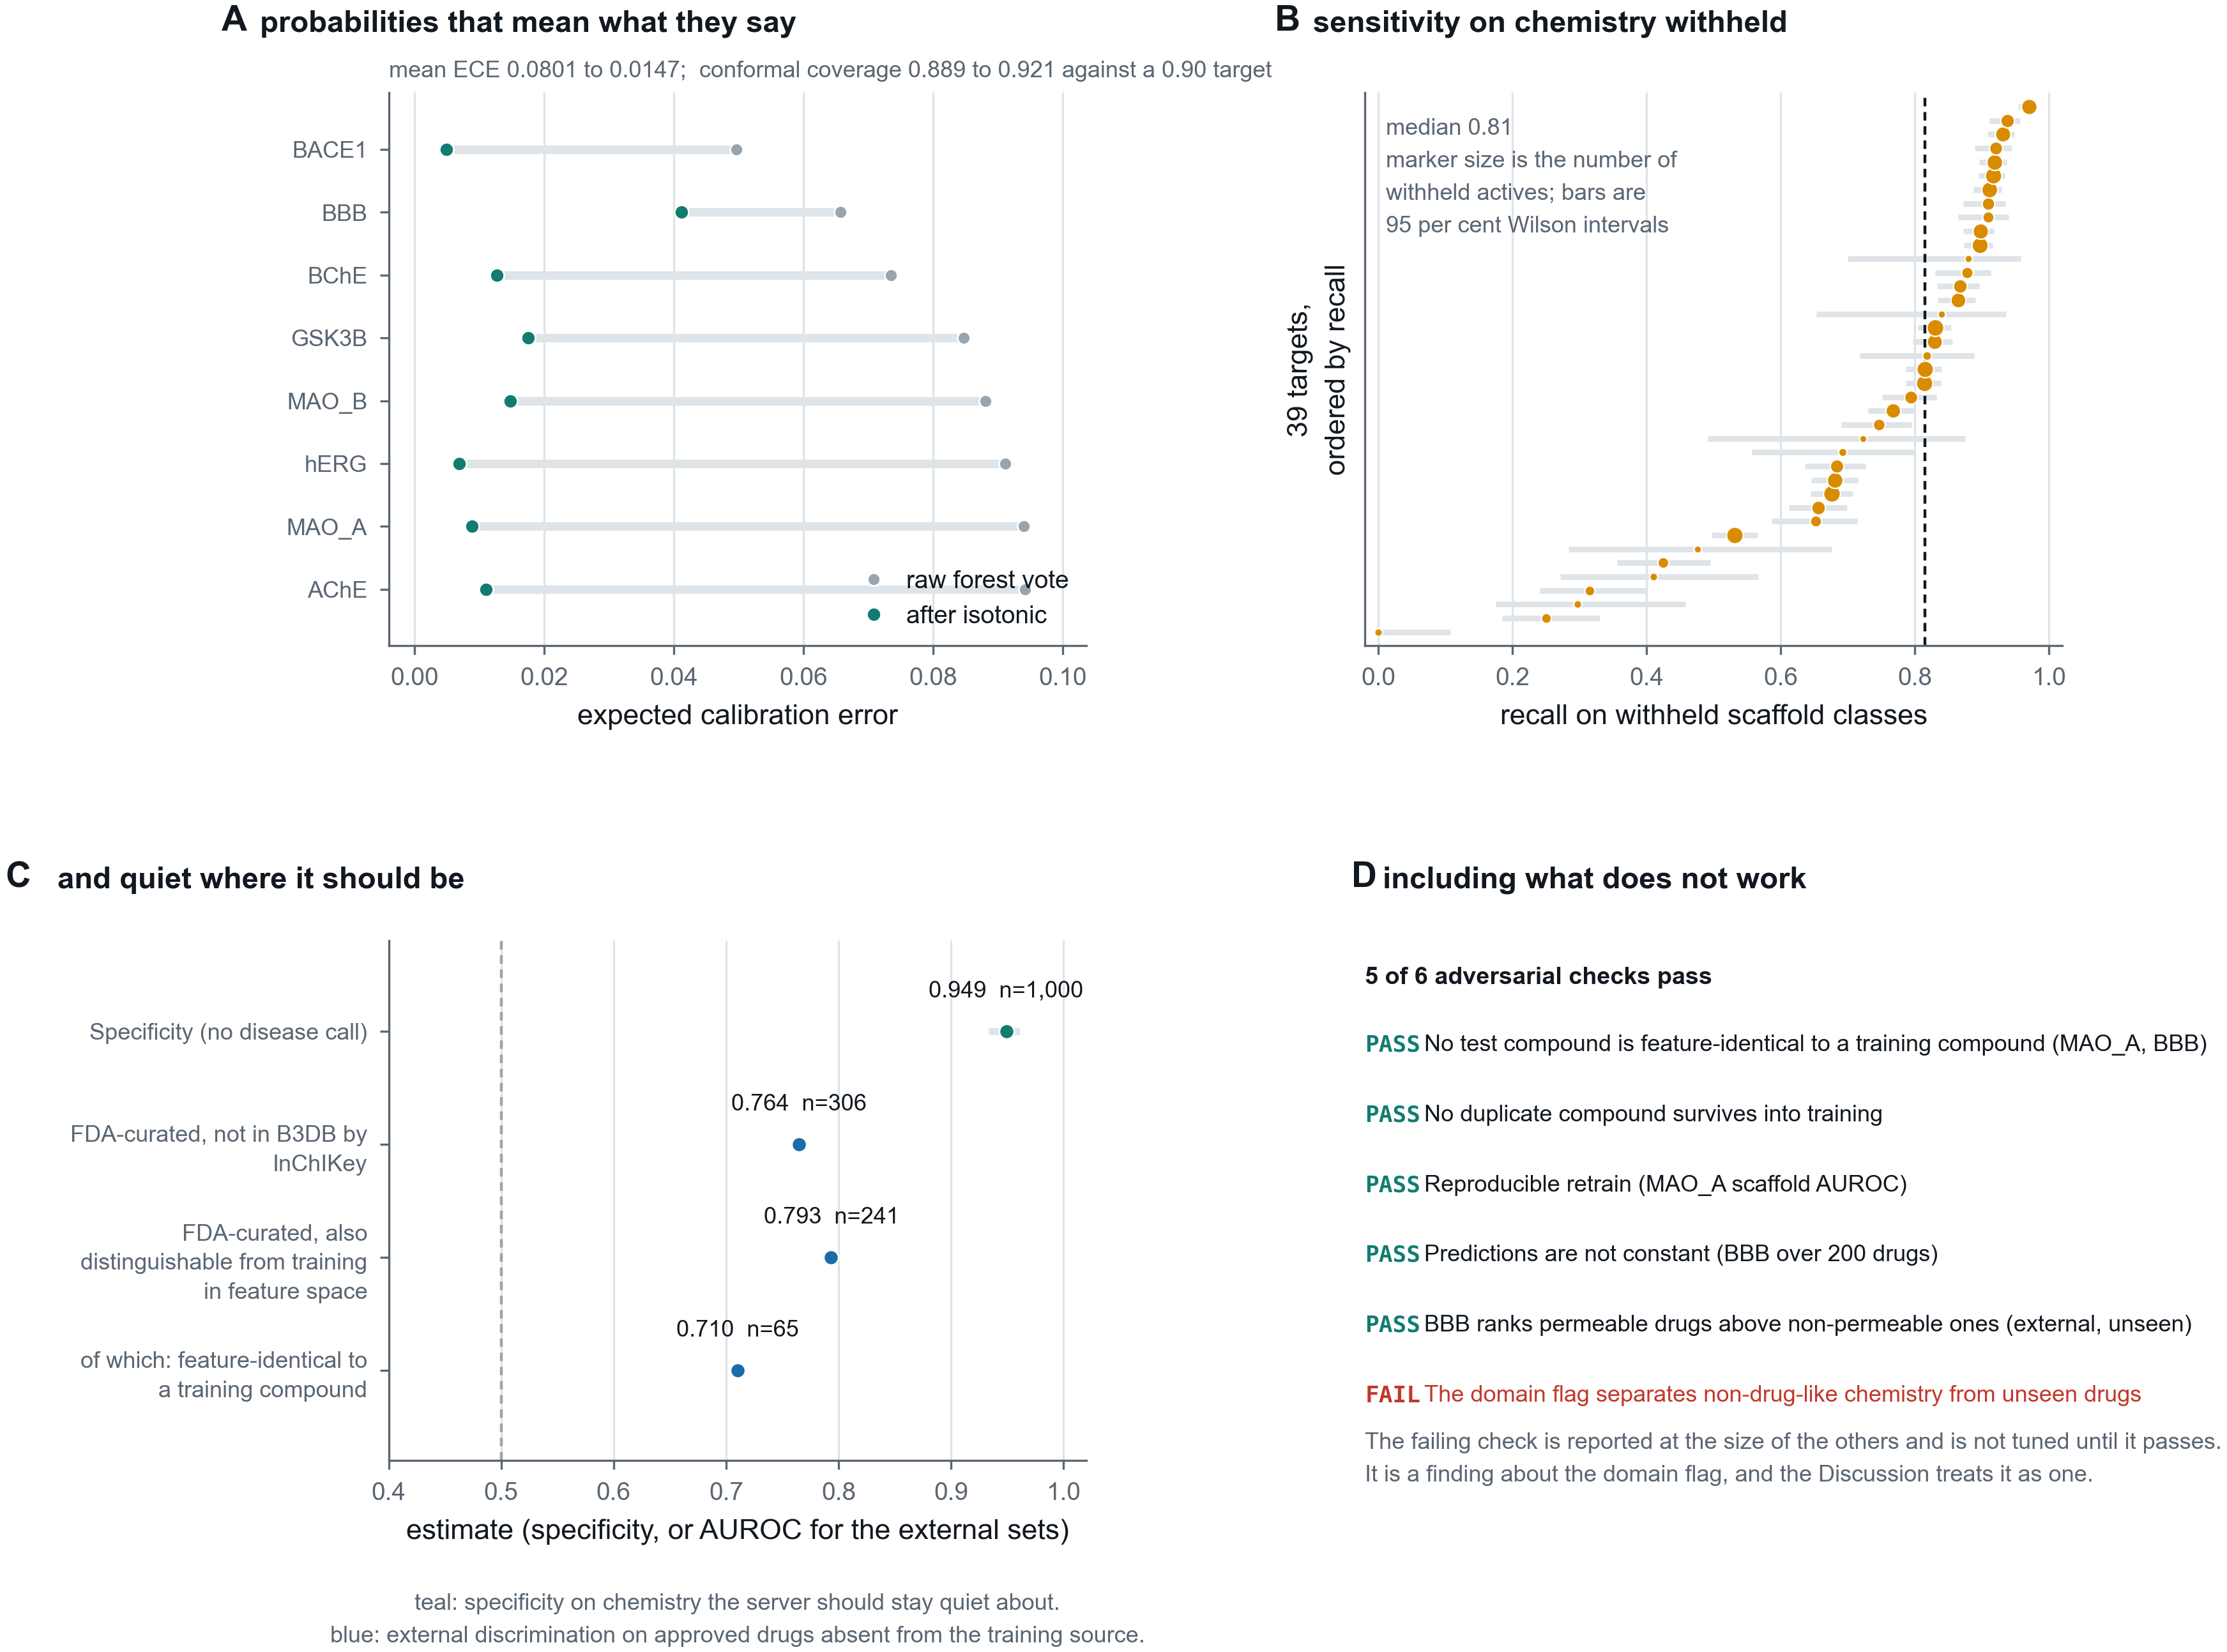 A probabilities that mean what they say
mean ECE 0.0801 to 0.0147;  conformal coverage 0.889 to 0.921 against a 0.90 target
BACE1
BBB
BChE
GSK3B
MAO_B
hERG
MAO_A
AChE
raw forest vote
after isotonic
0.00 0.02 0.04 0.06 0.08 0.10
expected calibration error
B sensitivity on chemistry withheld
median 0.81
marker size is the number of
withheld actives; bars are
95 per cent Wilson intervals
39 targets,
ordered by recall
0.0 0.2 0.4 0.6 0.8 1.0
recall on withheld scaffold classes
C and quiet where it should be
0.949 n=1,000
Specificity (no disease call)
0.764 n=306
FDA-curated, not in B3DB by
InChIKey
0.793 n=241
FDA-curated, also
distinguishable from training
in feature space
0.710 n=65
of which: feature-identical to
a training compound
0.4 0.5 0.6 0.7 0.8 0.9 1.0
estimate (specificity, or AUROC for the external sets)
teal: specificity on chemistry the server should stay quiet about.
blue: external discrimination on approved drugs absent from the training source.
D including what does not work
5 of 6 adversarial checks pass
PASS No test compound is feature-identical to a training compound (MAO_A, BBB)
PASS No duplicate compound survives into training
PASS Reproducible retrain (MAO_A scaffold AUROC)
PASS Predictions are not constant (BBB over 200 drugs)
PASS BBB ranks permeable drugs above non-permeable ones (external, unseen)
FAIL The domain flag separates non-drug-like chemistry from unseen drugs
The failing check is reported at the size of the others and is not tuned until it passes.
It is a finding about the domain flag, and the Discussion treats it as one.